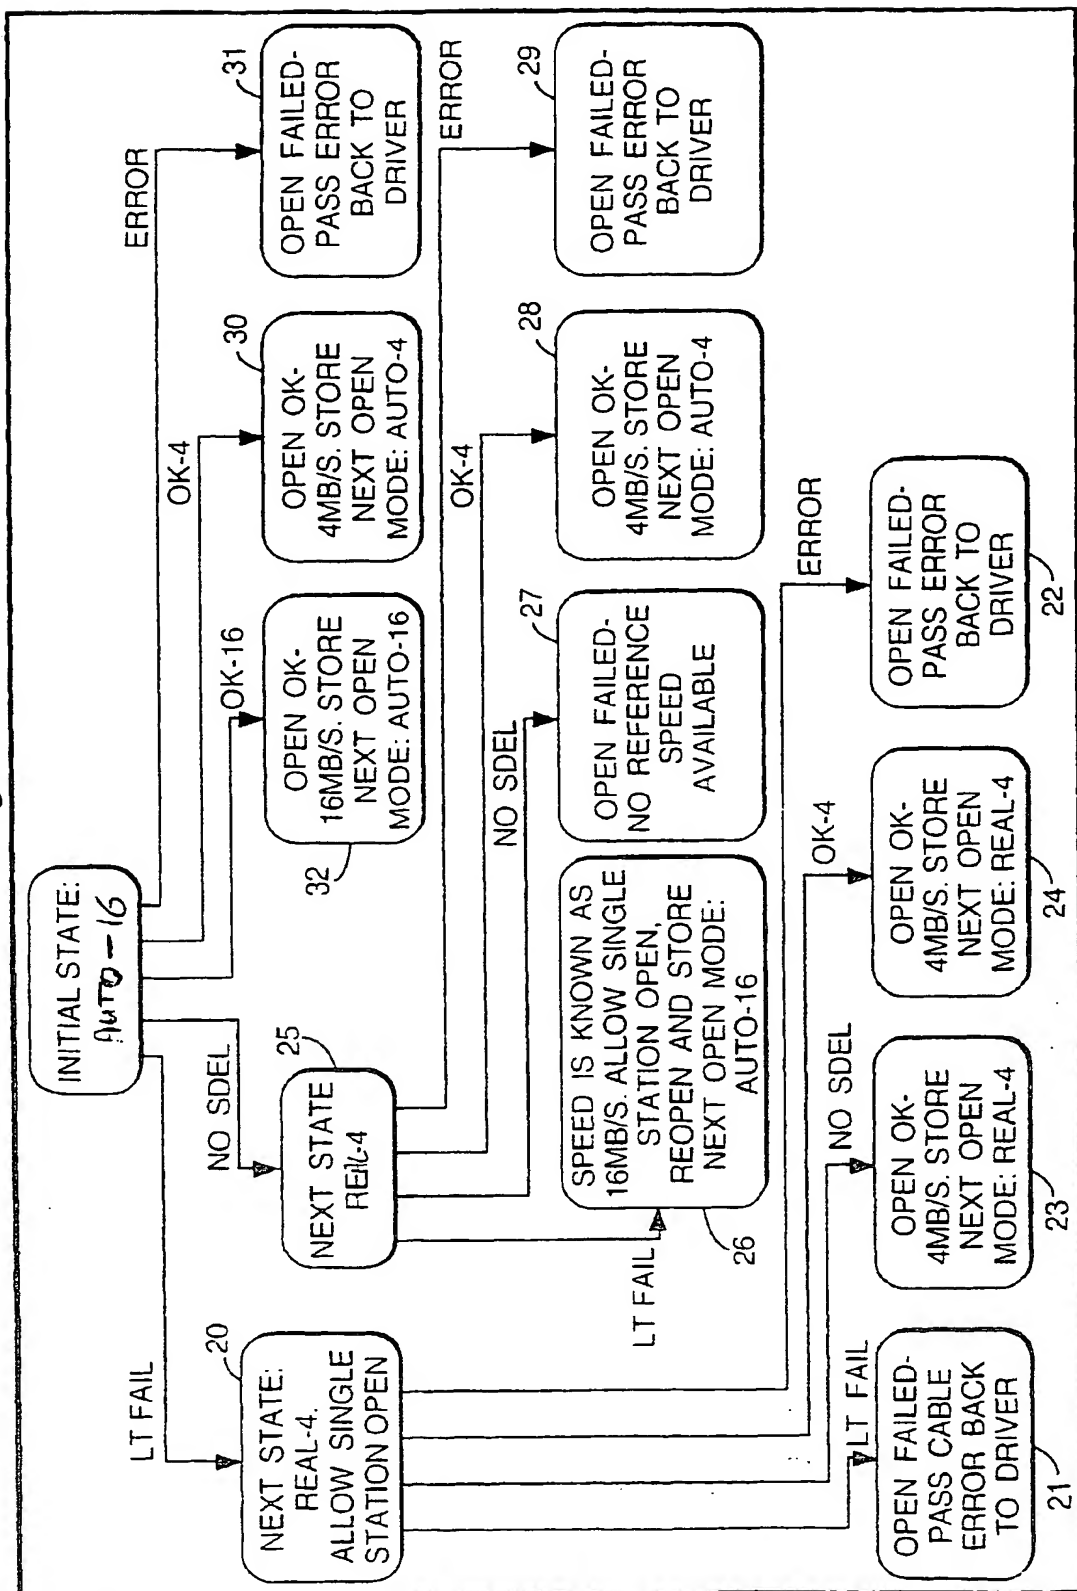 INITIAL STATE:
AUTO-16
LT FAIL
NO SDEL
OK-16
OK-4
ERROR
20
NEXT STATE:
REAL-4.
ALLOW SINGLE
STATION OPEN
25
NEXT STATE
REAL-4
32
OPEN OK-
16MB/S. STORE
NEXT OPEN
MODE: AUTO-16
30
OPEN OK-
4MB/S. STORE
NEXT OPEN
MODE: AUTO-4
31
OPEN FAILED-
PASS ERROR
BACK TO
DRIVER
LT FAIL
NO SDEL
OK-4
ERROR
26
SPEED IS KNOWN AS
16MB/S. ALLOW SINGLE
STATION OPEN,
REOPEN AND STORE
NEXT OPEN MODE:
AUTO-16
27
OPEN FAILED-
NO REFERENCE
SPEED
AVAILABLE
28
OPEN OK-
4MB/S. STORE
NEXT OPEN
MODE: AUTO-4
29
OPEN FAILED-
PASS ERROR
BACK TO
DRIVER
LT FAIL
NO SDEL
OK-4
ERROR
OPEN FAILED-
PASS CABLE
ERROR BACK
TO DRIVER
21
OPEN OK-
4MB/S. STORE
NEXT OPEN
MODE: REAL-4
23
OPEN OK-
4MB/S. STORE
NEXT OPEN
MODE: REAL-4
24
OPEN FAILED-
PASS ERROR
BACK TO
DRIVER
22